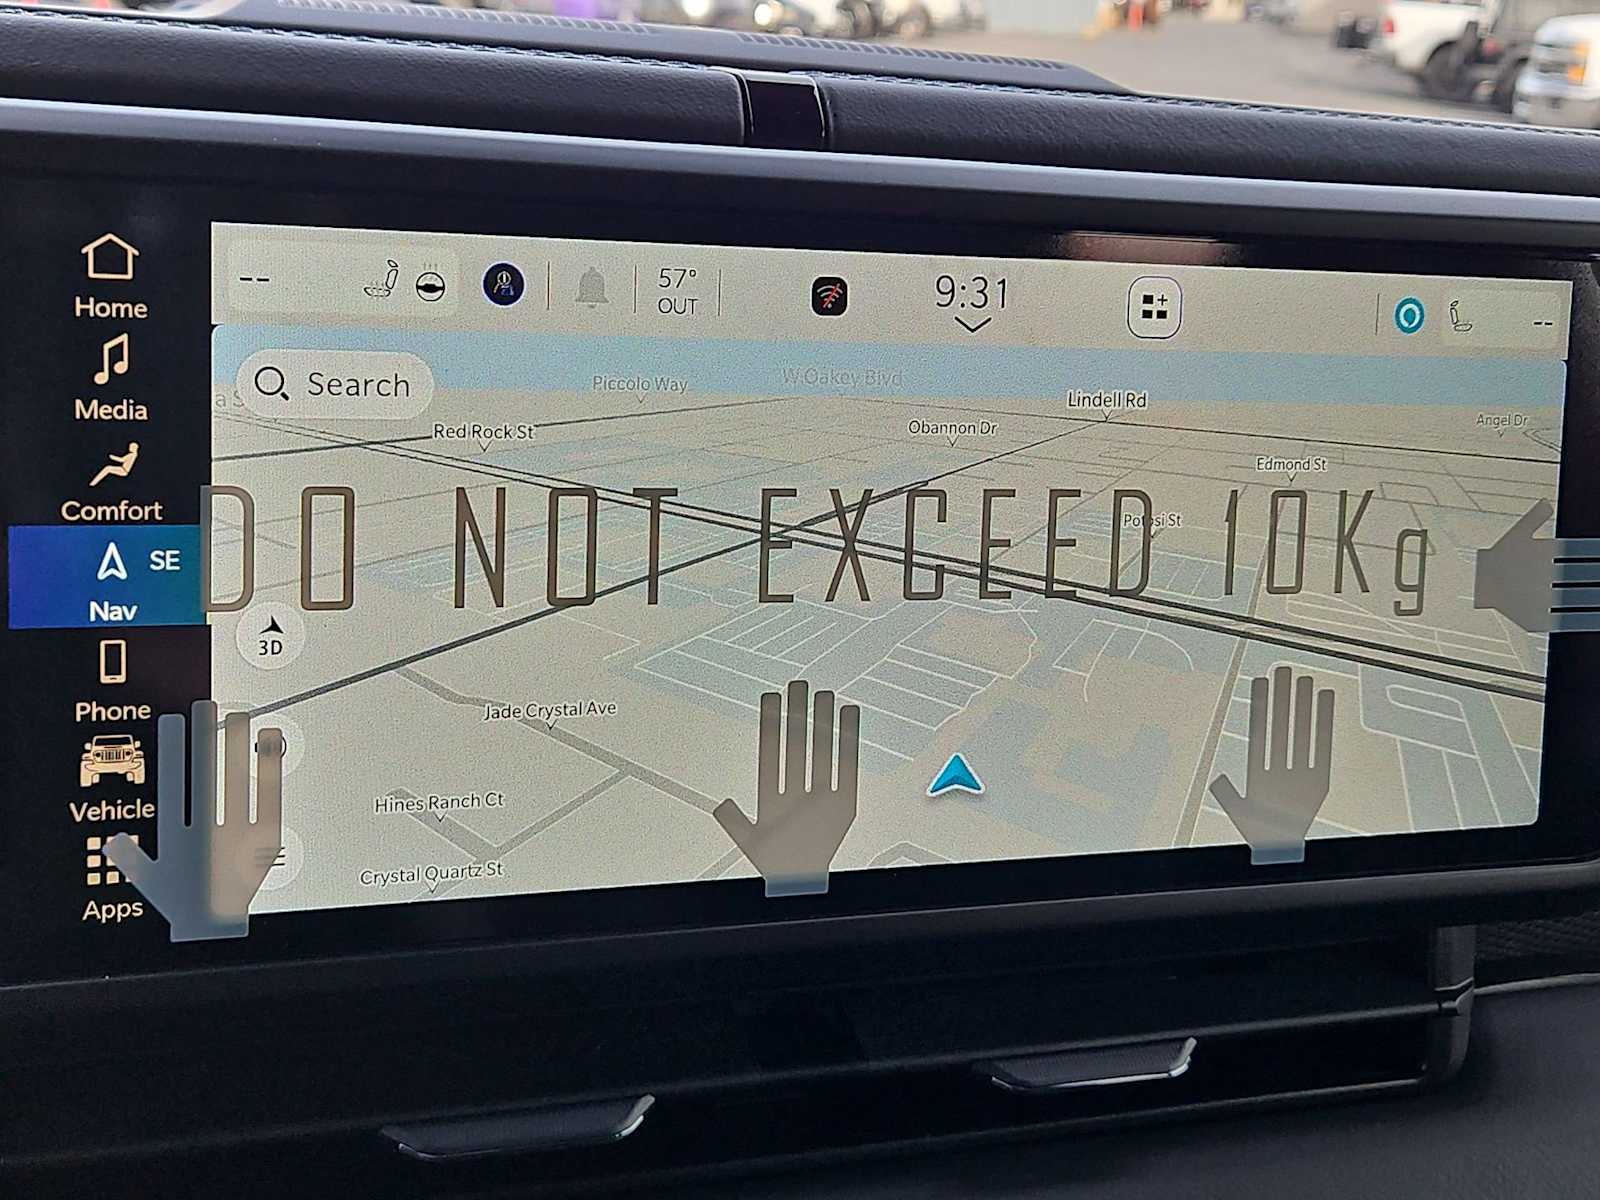 Home
Media
Comfort
SE
Nav
Phone
Vehicle
Apps
--
57°
OUT
9:31
--
Search
Piccolo Way
W Oakey Blvd
Lindell Rd
Angel Dr
Red Rock St
Obannon Dr
Edmond St
DO NOT EXCEED 10Kg
Potosi St
3D
Jade Crystal Ave
Hines Ranch Ct
Crystal Quartz St